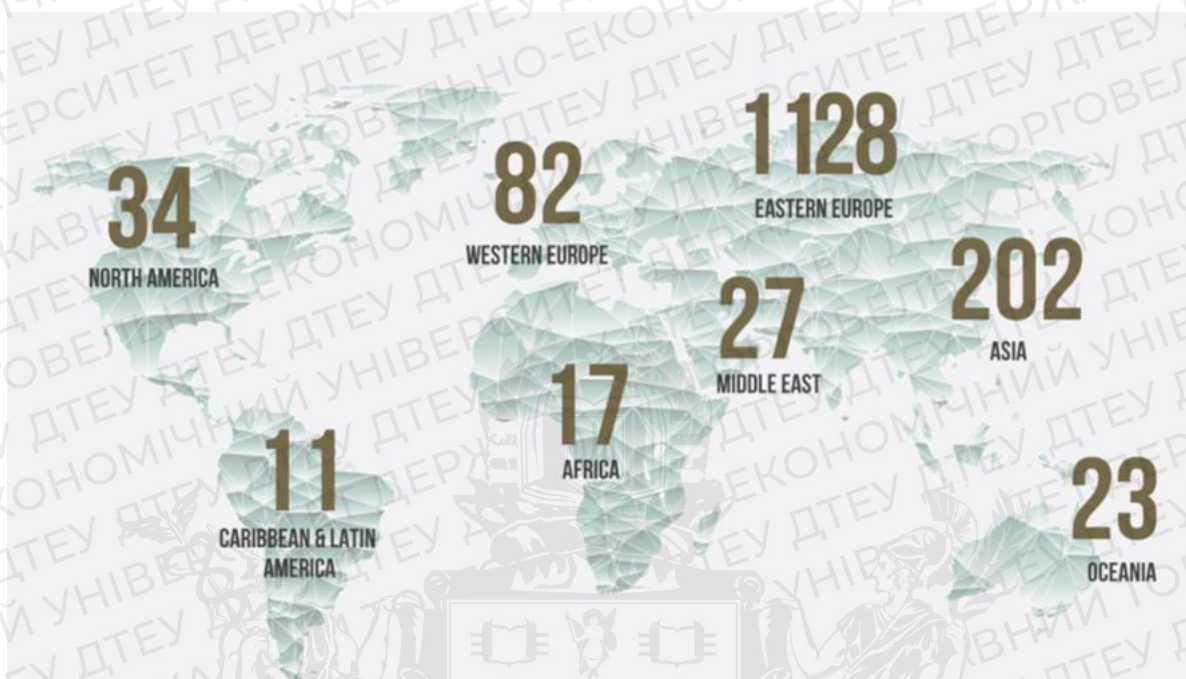 1128
EASTERN EUROPE
82
WESTERN EUROPE
34
NORTH AMERICA
202
ASIA
27
MIDDLE EAST
17
AFRICA
11
CARIBBEAN & LATIN
AMERICA
23
OCEANIA